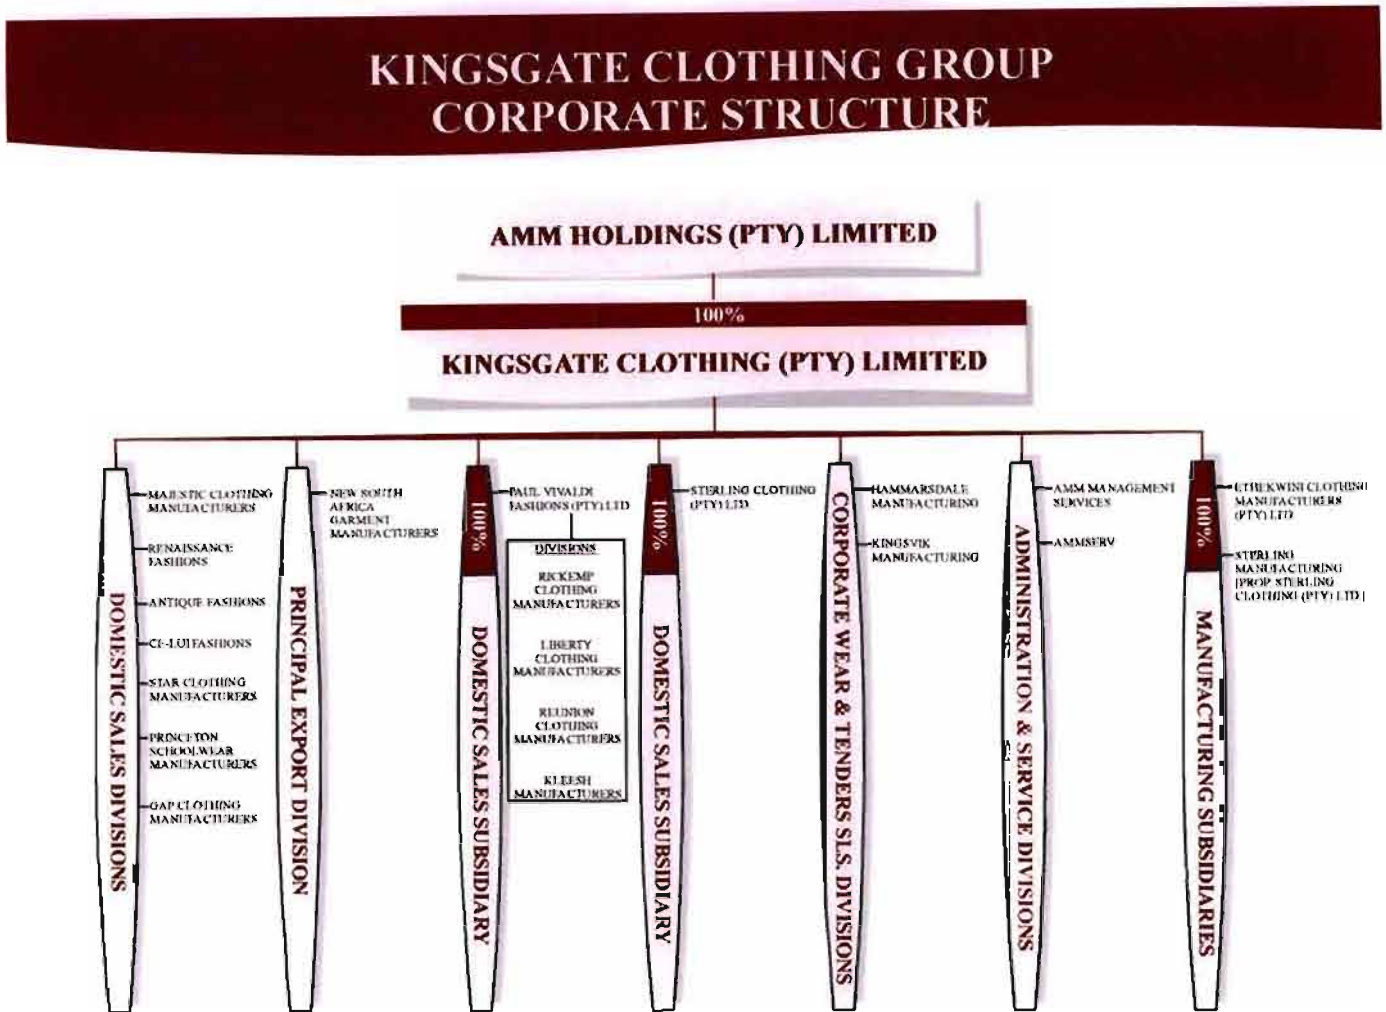 KINGSGATE CLOTHING GROUP
CORPORATE STRUCTURE
AMM HOLDINGS (PTY) LIMITED
100%
KINGSGATE CLOTHING (PTY) LIMITED
DOMESTIC SALES DIVISIONS
MAJESTIC CLOTHING
MANUFACTURERS
RENAISSANCE
FASHIONS
ANTIQUE FASHIONS
FASHIONS
STAR CLOTHING
MANUFACTURERS
PRINCETON
SCHOOLWEAR
MANUFACTURERS
GAP CLOTHING
MANUFACTURERS
PRINCIPAL EXPORT DIVISION
NEW SOUTH
AFRICA
GARMENT
MANUFACTURERS
100%
DOMESTIC SALES SUBSIDIARY
PAUL VIVALDI
FASHIONS (PTY) LTD
DIVISIONS
RICKEMP
CLOTHING
MANUFACTURERS
LIBERTY
CLOTHING
MANUFACTURERS
REUNION
CLOTHING
MANUFACTURERS
KLEESH
MANUFACTURERS
100%
DOMESTIC SALES SUBSIDIARY
STERLING CLOTHING
(PTY) LTD
CORPORATE WEAR & TENDERS SLS. DIVISIONS
HAMMARSDALE
MANUFACTURING
KINGSVIK
MANUFACTURING
ADMINISTRATION & SERVICE DIVISIONS
AMM MANAGEMENT
SERVICES
AMMSERV
100%
MANUFACTURING SUBSIDIARIES
ETHEKWINI CLOTHING
MANUFACTURERS
(PTY) LTD
STERLING
MANUFACTURING
[PROP STERLING
CLOTHING (PTY) LTD]